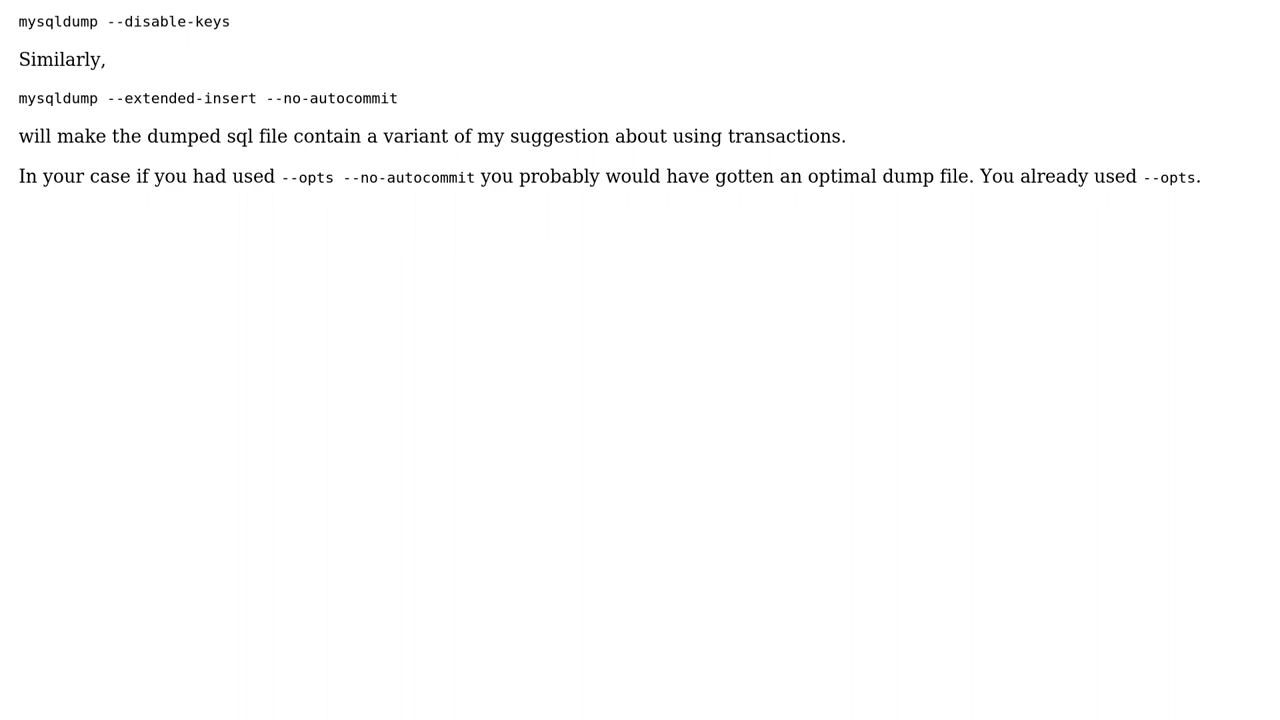 mysqldump --disable-keys
Similarly,
mysqldump --extended-insert --no-autocommit
will make the dumped sql file contain a variant of my suggestion about using transactions.
In your case if you had used --opts --no-autocommit you probably would have gotten an optimal dump file. You already used --opts.